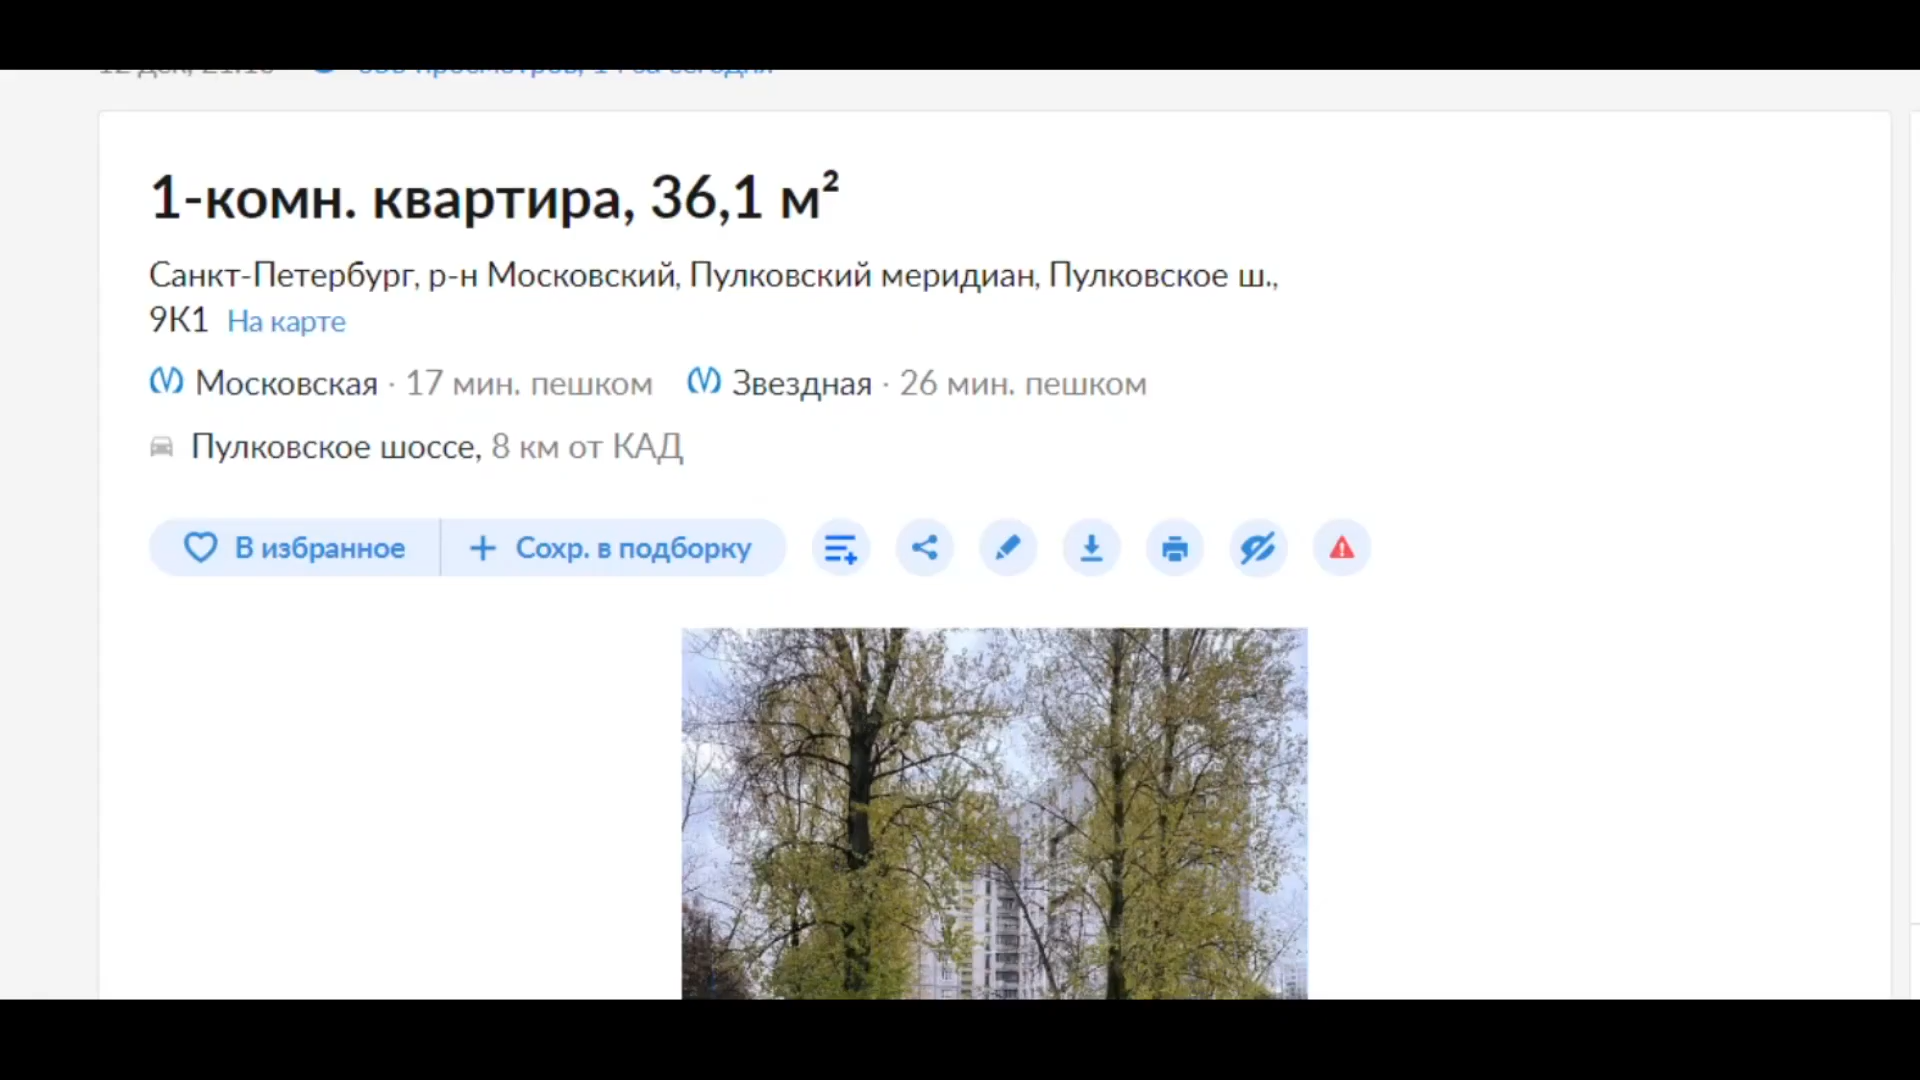 1-комн. квартира, 36,1 м²
Санкт-Петербург, р-н Московский, Пулковский меридиан, Пулковское ш.,
9К1 На карте
Московская · 17 мин. пешком Звездная · 26 мин. пешком
Пулковское шоссе, 8 км от КАД
В избранное Сохр. в подборку